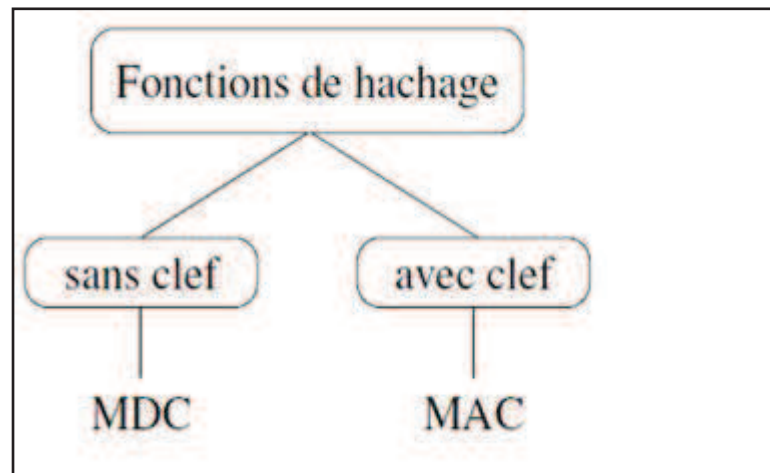 Fonctions de hachage
sans clef
avec clef
MDC
MAC